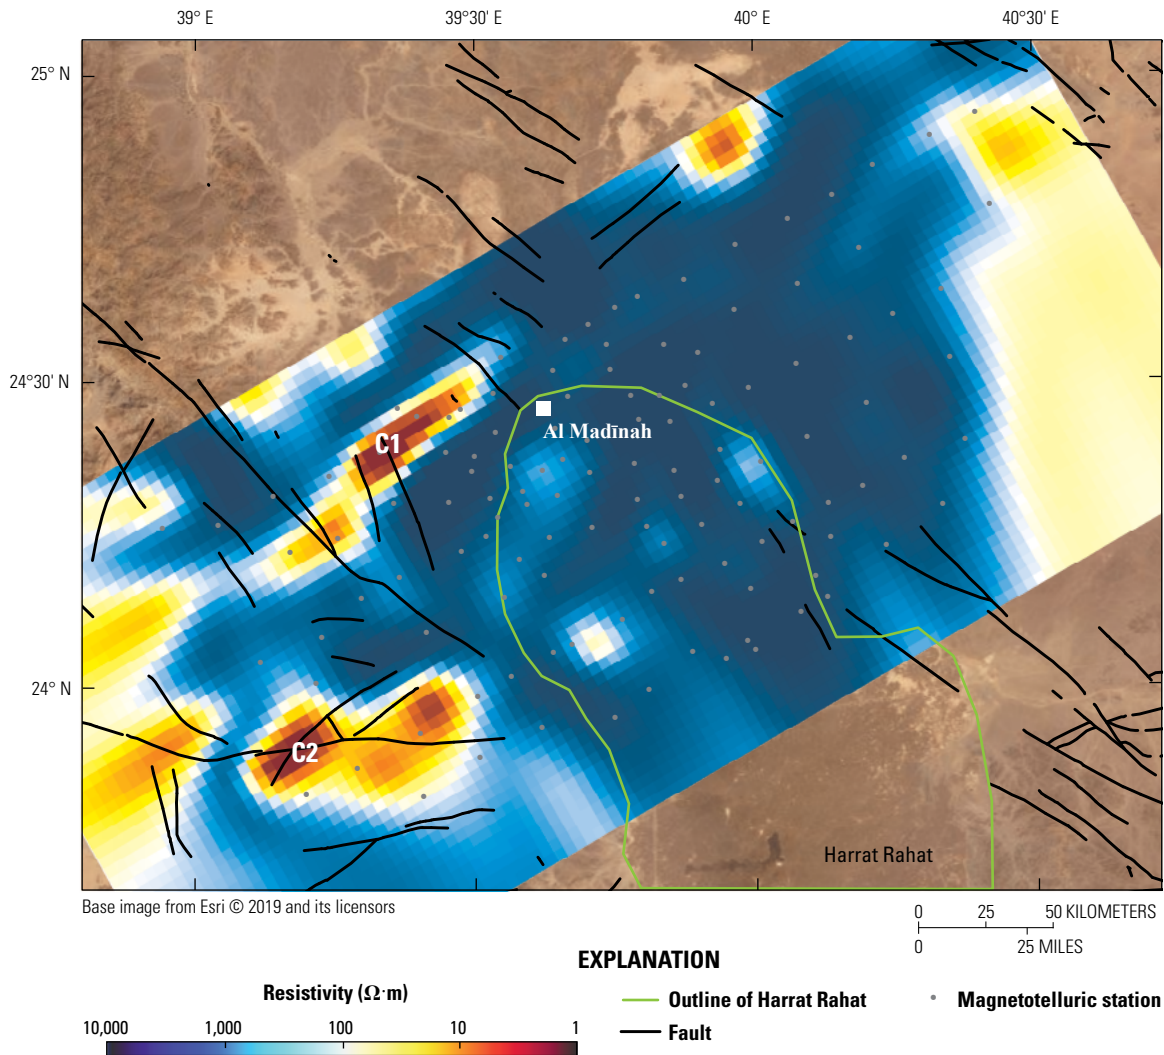 39° E
39°30' E
40° E
40°30' E
25° N
24°30' N
24° N
C1
Al Madīnah
C2
Harrat Rahat
Base image from Esri © 2019 and its licensors
0 25 50 KILOMETERS
0 25 MILES
EXPLANATION
Resistivity (Ω·m)
10,000 1,000 100 10 1
Outline of Harrat Rahat
Fault
Magnetotelluric station